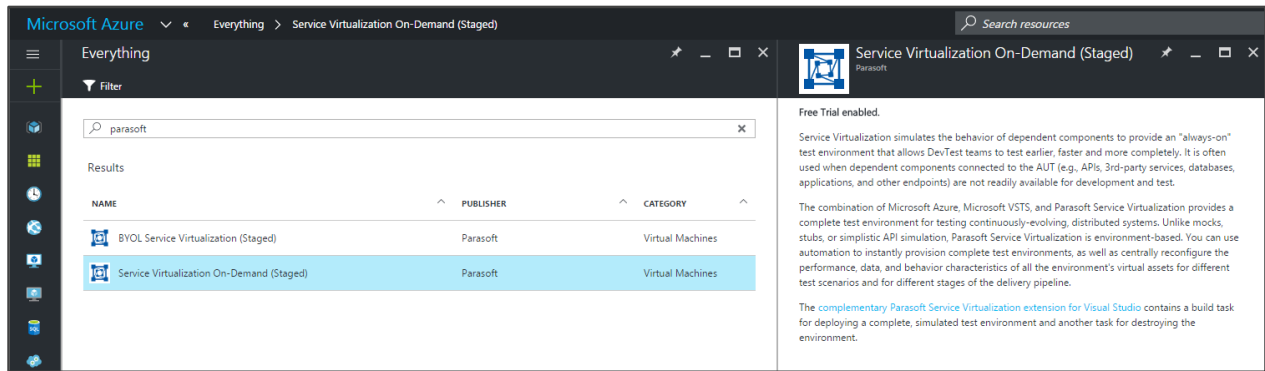 Microsoft Azure Everything > Service Virtualization On-Demand (Staged) Search resources
Everything
Filter
parasoft
Results
NAME PUBLISHER CATEGORY
BYOL Service Virtualization (Staged) Parasoft Virtual Machines
Service Virtualization On-Demand (Staged) Parasoft Virtual Machines
SQL
Service Virtualization On-Demand (Staged)
Parasoft
Free Trial enabled.
Service Virtualization simulates the behavior of dependent components to provide an "always-on"
test environment that allows DevTest teams to test earlier, faster and more completely. It is often
used when dependent components connected to the AUT (e.g., APIs, 3rd-party services, databases,
applications, and other endpoints) are not readily available for development and test.
The combination of Microsoft Azure, Microsoft VSTS, and Parasoft Service Virtualization provides a
complete test environment for testing continuously-evolving, distributed systems. Unlike mocks,
stubs, or simplistic API simulation, Parasoft Service Virtualization is environment-based. You can use
automation to instantly provision complete test environments, as well as centrally reconfigure the
performance, data, and behavior characteristics of all the environment's virtual assets for different
test scenarios and for different stages of the delivery pipeline.
The complementary Parasoft Service Virtualization extension for Visual Studio contains a build task
for deploying a complete, simulated test environment and another task for destroying the
environment.